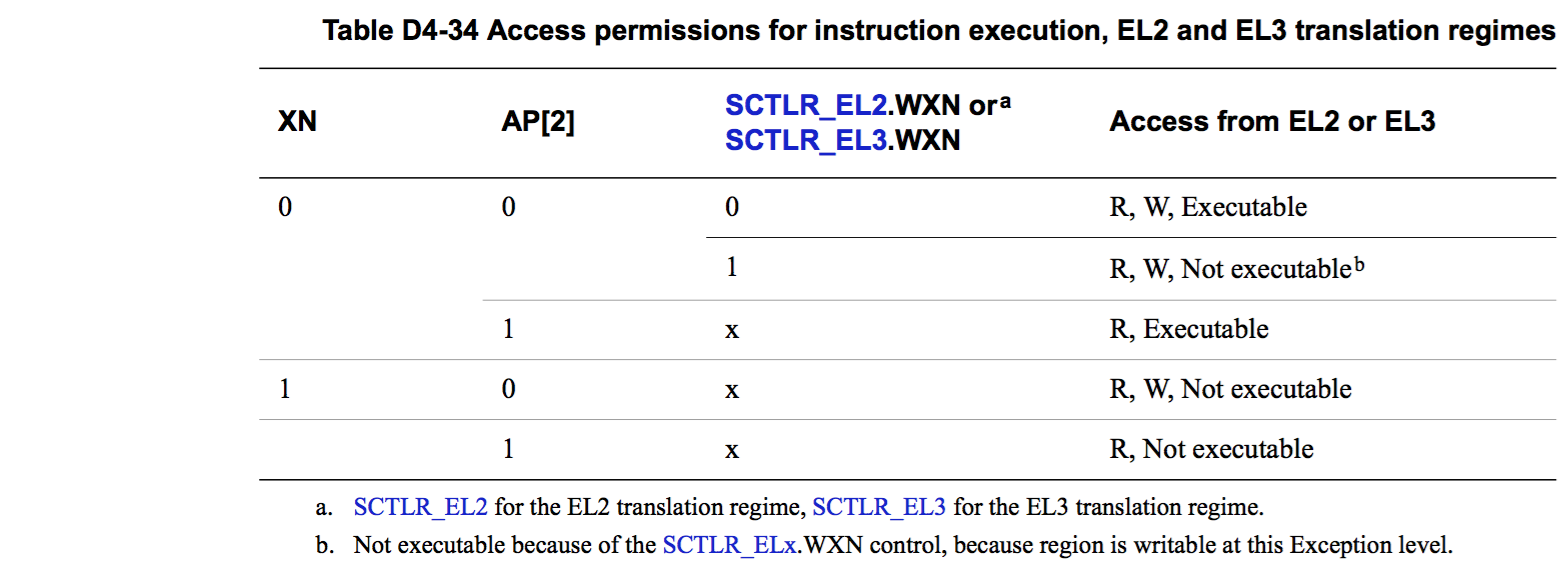 Table D4-34 Access permissions for instruction execution, EL2 and EL3 translation regimes
XN AP[2] SCTLR_EL2.WXN or a Access from EL2 or EL3
SCTLR_EL3.WXN
0 0 0 R, W, Executable
1 R, W, Not executable b
1 x R, Executable
1 0 x R, W, Not executable
1 x R, Not executable
a. SCTLR_EL2 for the EL2 translation regime, SCTLR_EL3 for the EL3 translation regime.
b. Not executable because of the SCTLR_ELx.WXN control, because region is writable at this Exception level.